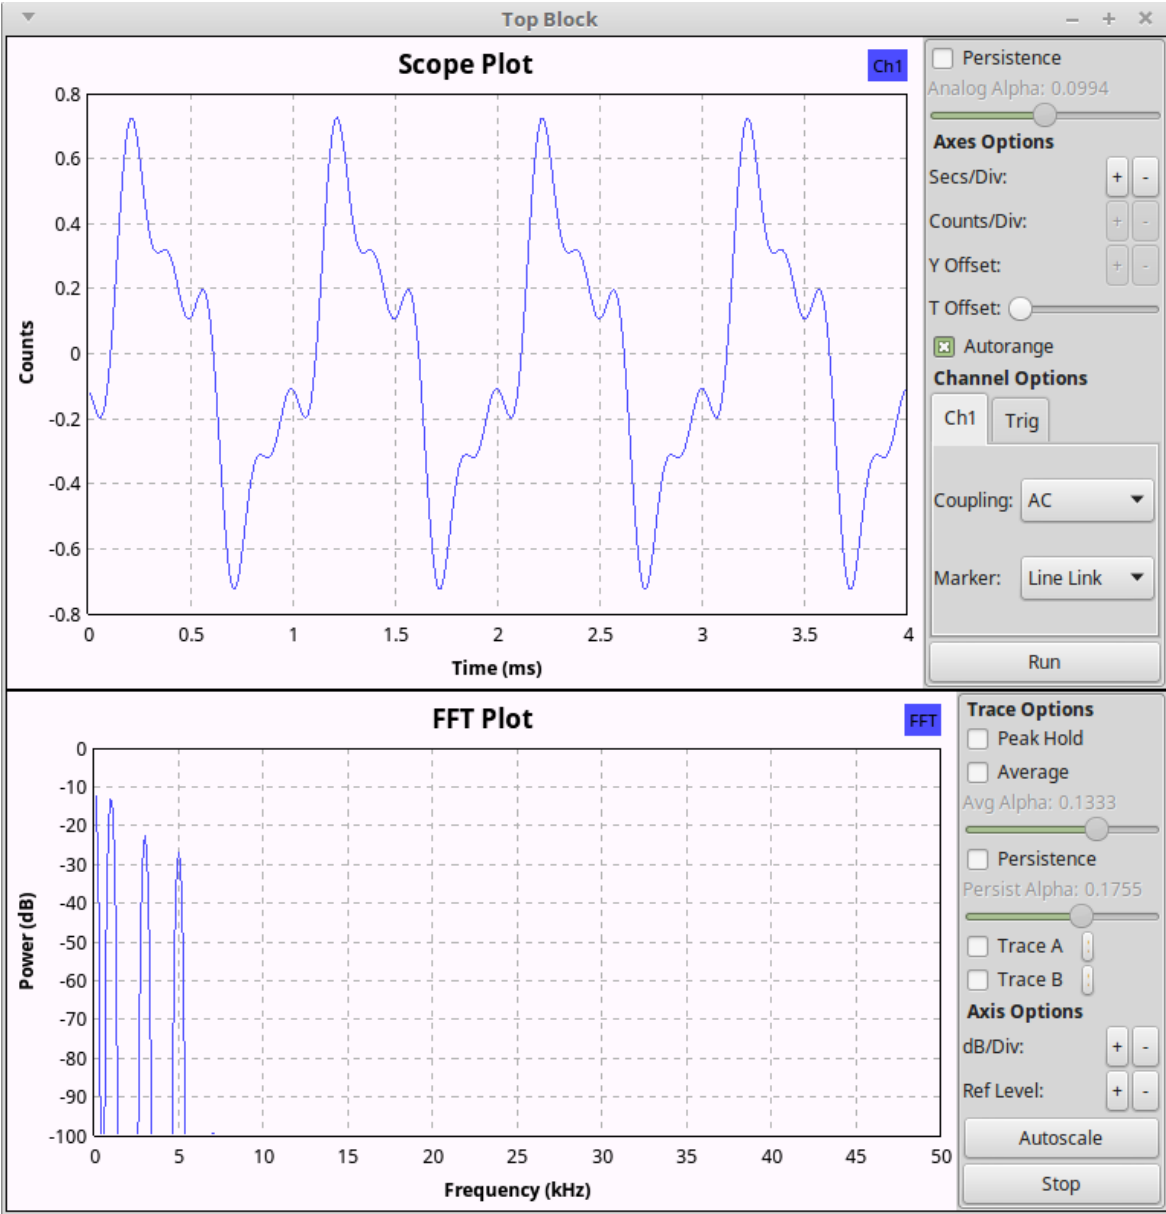 Top Block
Scope Plot
Ch1
0.8
0.6
0.4
0.2
0
-0.2
-0.4
-0.6
-0.8
Counts
0 0.5 1 1.5 2 2.5 3 3.5 4
Time (ms)
Persistence
Analog Alpha: 0.0994
Axes Options
Secs/Div: + -
Counts/Div: + -
Y Offset: + -
T Offset:
Autorange
Channel Options
Ch1 Trig
Coupling: AC
Marker: Line Link
Run
FFT Plot
FFT
0
-10
-20
-30
-40
-50
-60
-70
-80
-90
-100
Power (dB)
0 5 10 15 20 25 30 35 40 45 50
Frequency (kHz)
Trace Options
Peak Hold
Average
Avg Alpha: 0.1333
Persistence
Persist Alpha: 0.1755
Trace A
Trace B
Axis Options
dB/Div: + -
Ref Level: + -
Autoscale
Stop